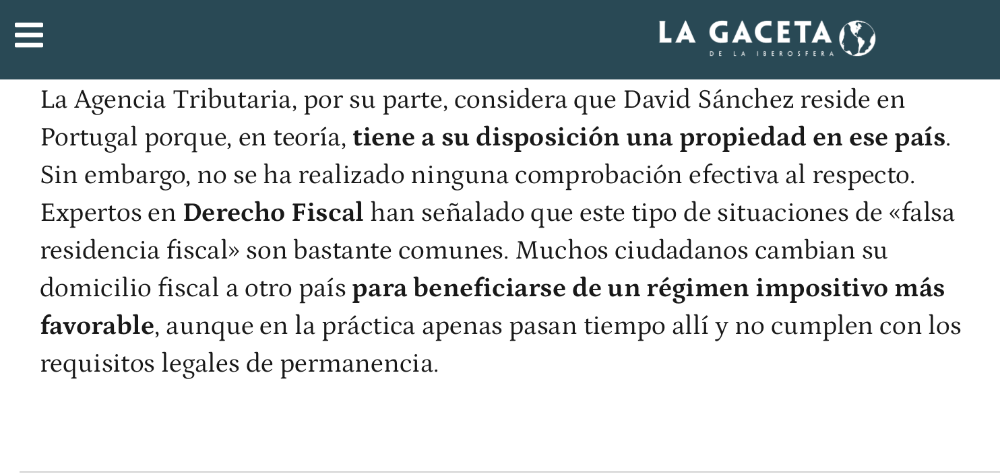 LA GACETA
DE LA IBEROSFERA
La Agencia Tributaria, por su parte, considera que David Sánchez reside en
Portugal porque, en teoría, tiene a su disposición una propiedad en ese país.
Sin embargo, no se ha realizado ninguna comprobación efectiva al respecto.
Expertos en Derecho Fiscal han señalado que este tipo de situaciones de «falsa
residencia fiscal» son bastante comunes. Muchos ciudadanos cambian su
domicilio fiscal a otro país para beneficiarse de un régimen impositivo más
favorable, aunque en la práctica apenas pasan tiempo allí y no cumplen con los
requisitos legales de permanencia.